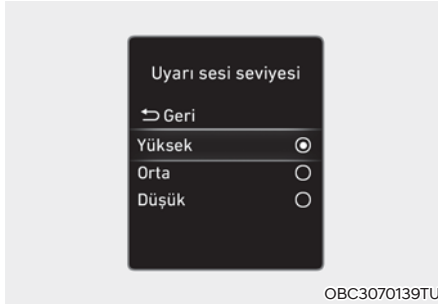 Uyarı sesi seviyesi
Geri
Yüksek
Orta
Düşük
OBC3070139TU